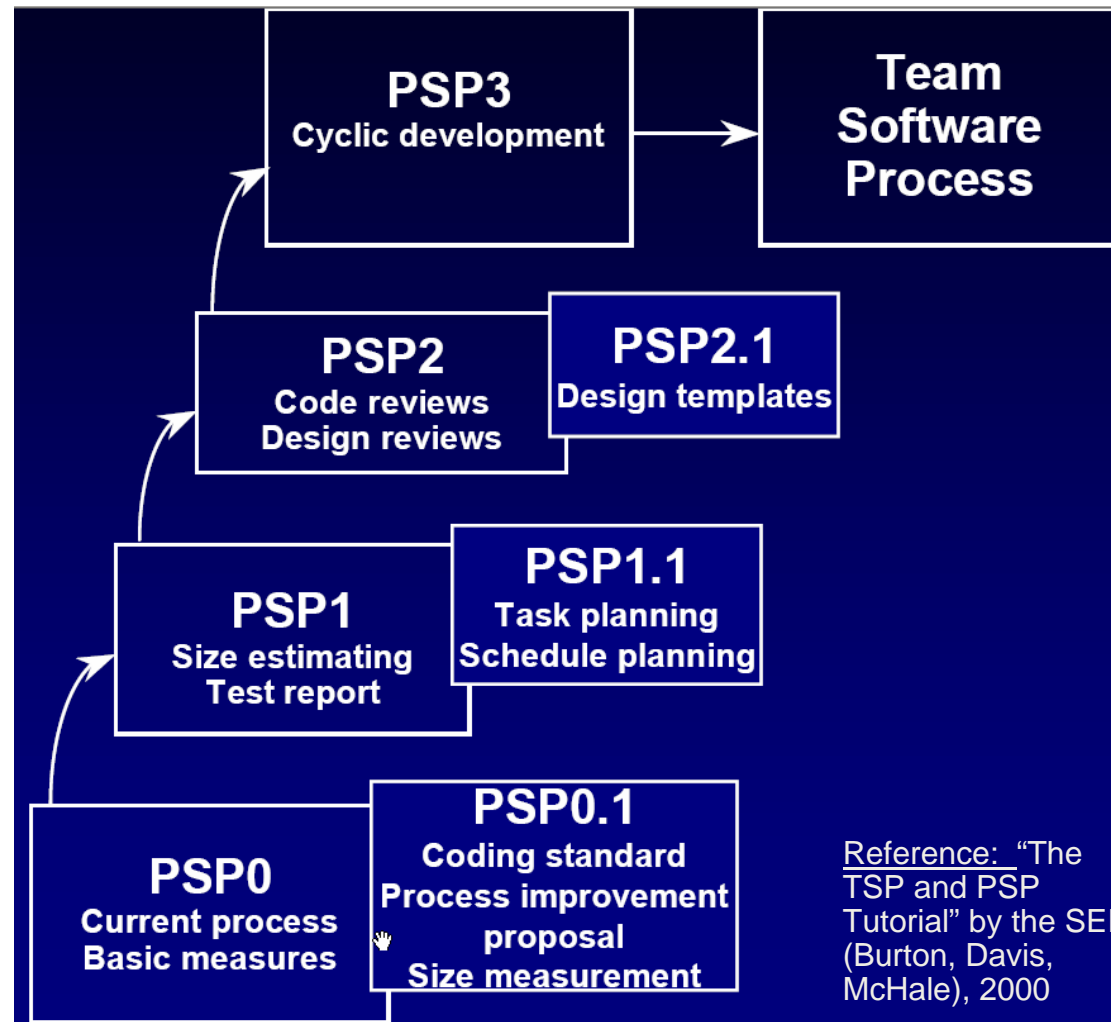 PSP3
Cyclic development
Team
Software
Process
PSP2
Code reviews
Design reviews
PSP2.1
Design templates
PSP1
Size estimating
Test report
PSP1.1
Task planning
Schedule planning
PSP0
Current process
Basic measures
PSP0.1
Coding standard
Process improvement
proposal
Size measurement
Reference: “The
TSP and PSP
Tutorial” by the SEI
(Burton, Davis,
McHale), 2000